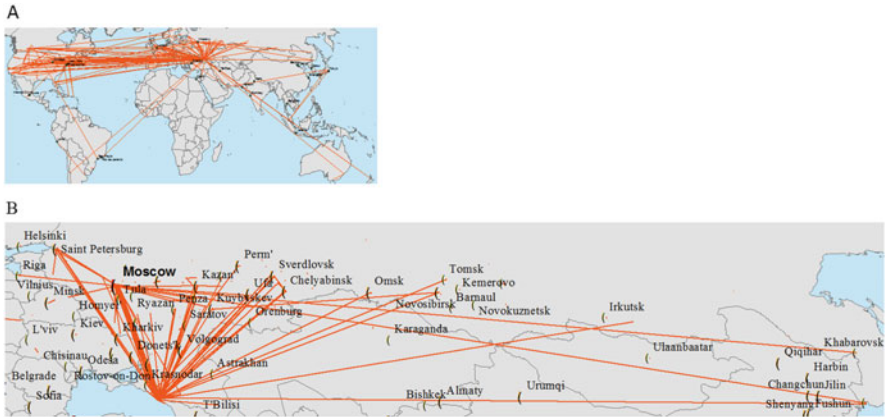 A
B
Helsinki
Saint Petersburg
Perm'
Sverdlovsk
Tomsk
Riga
Moscow
Kazan'
Ufa
Chelyabinsk
Omsk
Kemerovo
Vilnius
Minsk
Tula
Ryazan
Penza
Kuybyskev
Novosibirsk
Barnaul
Homyel'
Saratov
Orenburg
Novokuznetsk
Irkutsk
L'viv
Kiev
Kharkiv
Karaganda
Khabarovsk
Chisinau
Odesa
Donetsk
Volgograd
Ulaanbaatar
Qiqihar
Harbin
Belgrade
Rostov-on-Don
Krasnodar
Astrakhan
Changchun
Jilin
Sofia
T'Bilisi
Bishkek
Almaty
Urumqi
Shenyang
Fushun